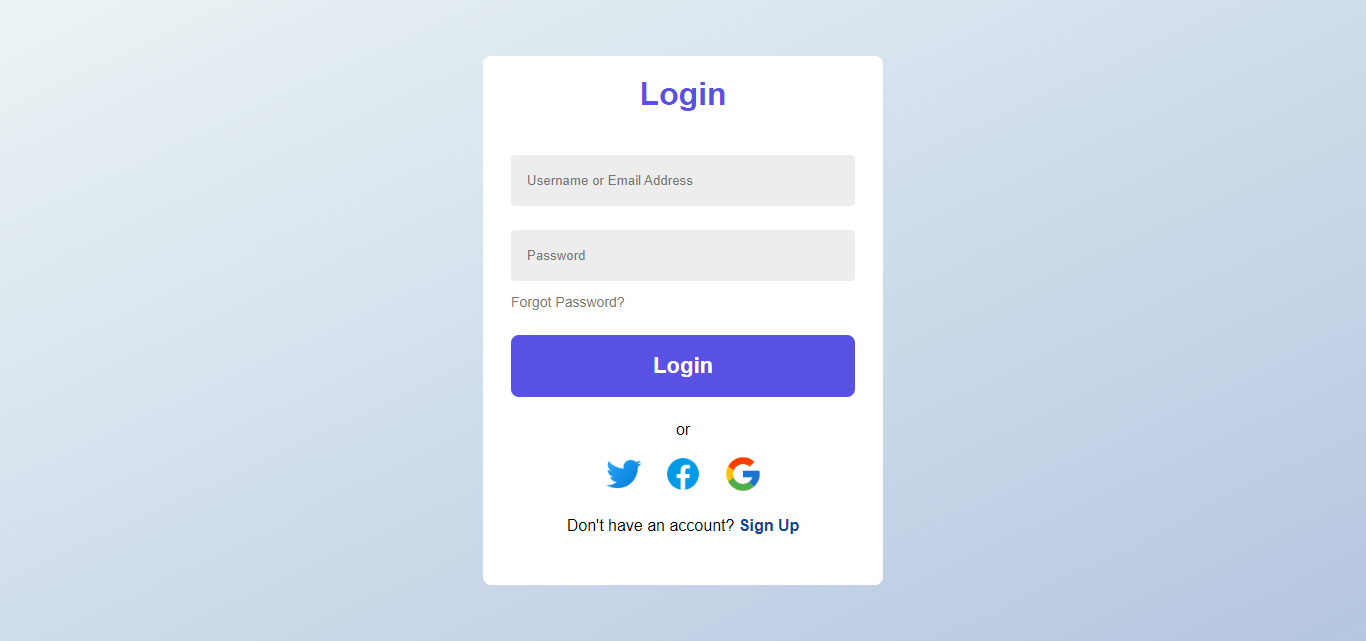 Login
Username or Email Address
Password
Forgot Password?
Login
or
Don't have an account? Sign Up